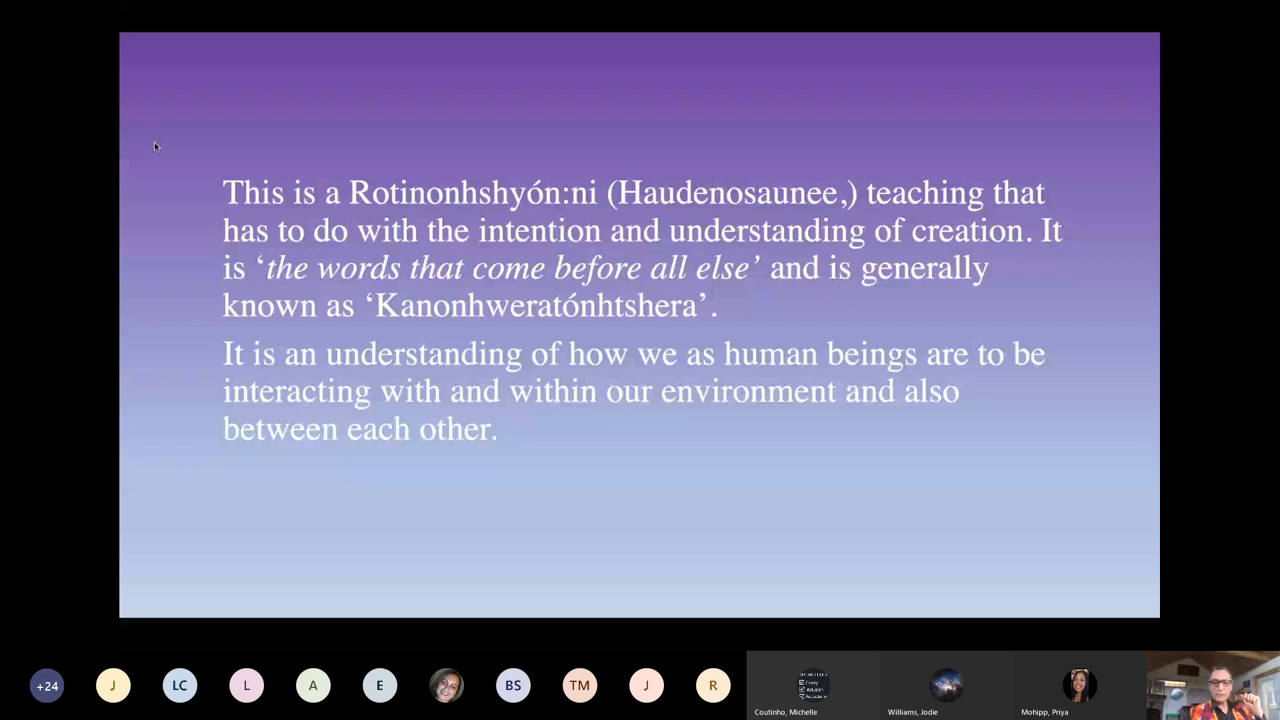 This is a Rotinonhshyón:ni (Haudenosaunee,) teaching that
has to do with the intention and understanding of creation. It
is ‘the words that come before all else’ and is generally
known as ‘Kanonhweratónhtshera’.
It is an understanding of how we as human beings are to be
interacting with and within our environment and also
between each other.
+24 J LC L A E BS TM J R
Coutinho, Michelle Williams, Jodie Mohipp, Priya